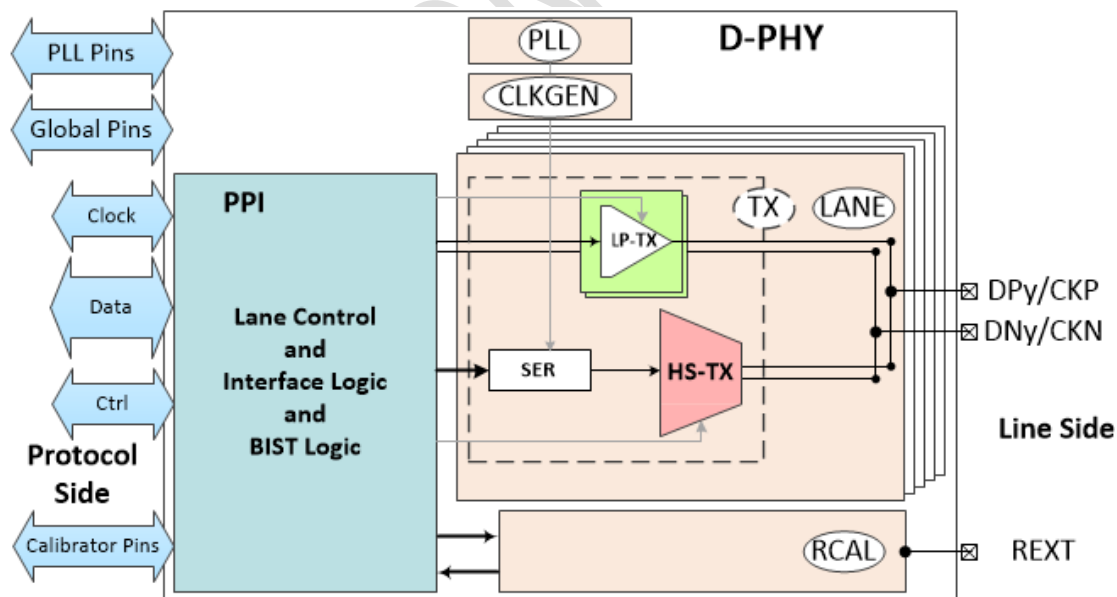 PLL Pins
Global Pins
Clock
Data
Ctrl
Protocol
Side
Calibrator Pins
PPI
Lane Control
and
Interface Logic
and
BIST Logic
PLL
CLKGEN
D-PHY
TX
LANE
LP-TX
SER
HS-TX
RCAL
DPy/CKP
DNy/CKN
Line Side
REXT